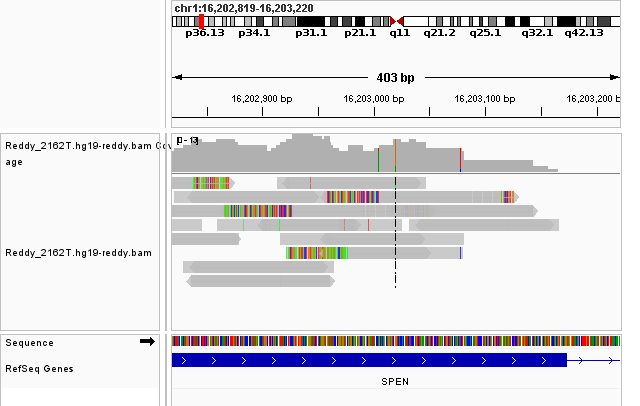 chr1:16,202,819-16,203,220
p36.13 p34.1 p31.1 p21.1 q11 q21.2 q25.1 q32.1 q42.13
403 bp
16,202,900 bp 16,203,000 bp 16,203,100 bp 16,203,200 b
Reddy_2162T.hg19-reddy.bam Cov
age
[0-13]
Reddy_2162T.hg19-reddy.bam
Sequence
RefSeq Genes
SPEN